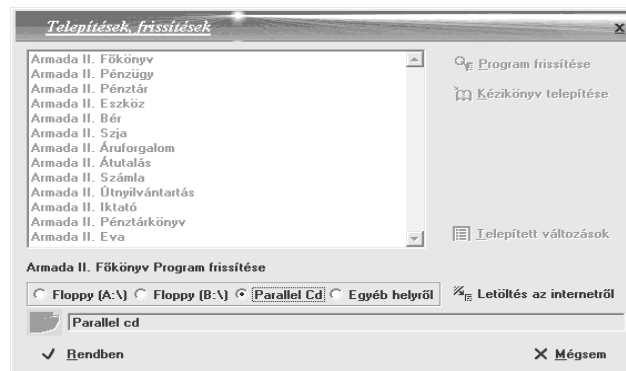 Telepítések, frissítések
Armada II. Főkönyv
Armada II. Pénzügy
Armada II. Pénztár
Armada II. Eszköz
Armada II. Bér
Armada II. Szja
Armada II. Áruforgalom
Armada II. Átutalás
Armada II. Számla
Armada II. Útnyilvántartás
Armada II. Iktató
Armada II. Pénztárkönyv
Armada II. Eva
Program frissítése
Kézikönyv telepítése
Telepített változások
Armada II. Főkönyv Program frissítése
Floppy (A:\) Floppy (B:\) Parallel Cd Egyéb helyről
Letöltés az internetről
Parallel cd
Rendben
Mégsem